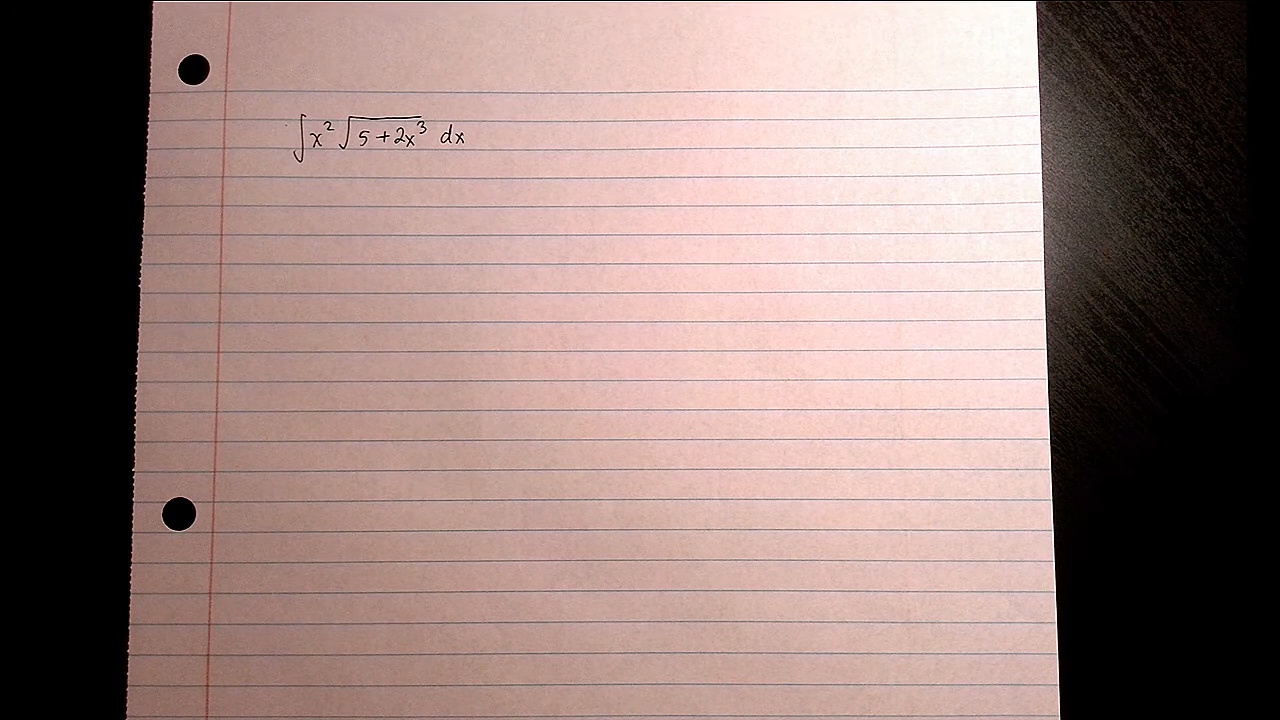 ∫x² √(5+2x³) dx